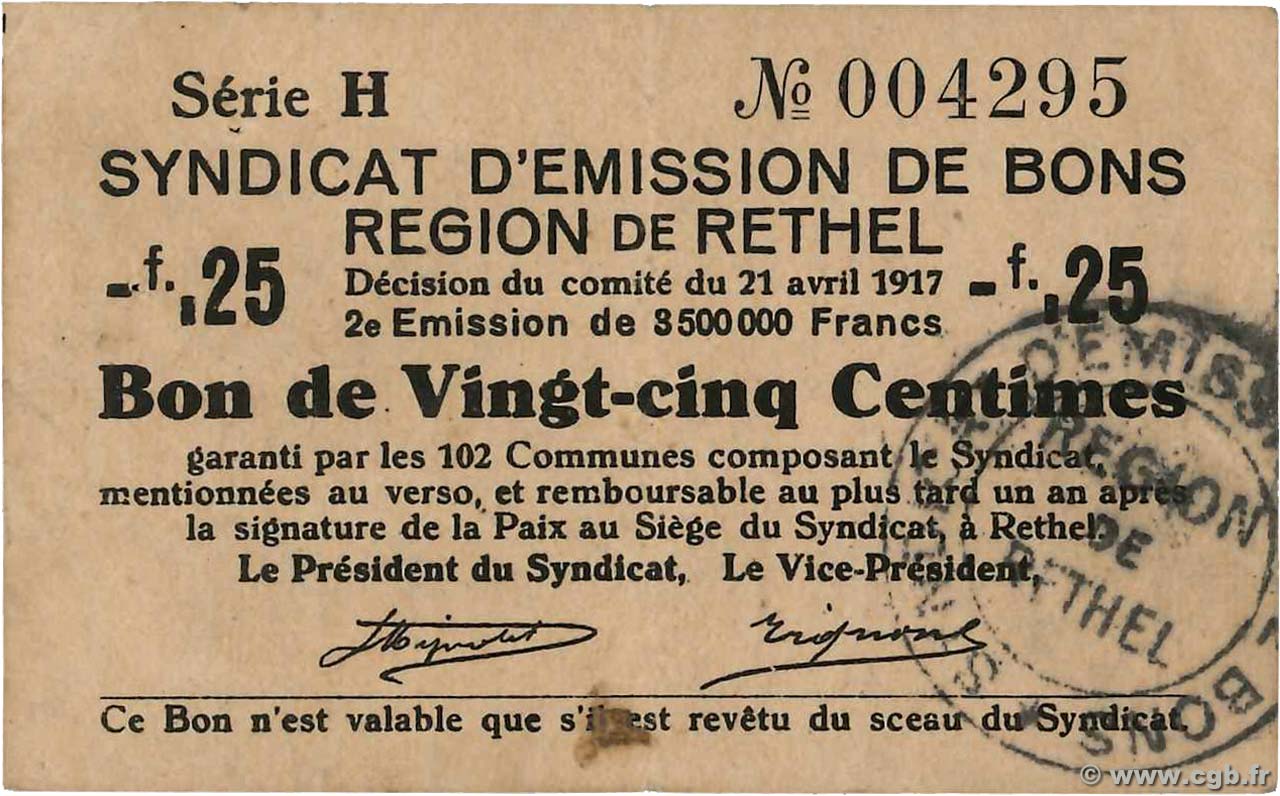 Série H
№ 004295
SYNDICAT D'EMISSION DE BONS
REGION DE RETHEL
-.f. .25
Décision du comité du 21 avril 1917
- f. .25
2e Emission de 3500000 Francs
Bon de Vingt-cinq Centimes
garanti par les 102 Communes composant le Syndicat,
mentionnées au verso, et remboursable au plus tard un an après
la signature de la Paix au Siège du Syndicat, à Rethel.
Le Président du Syndicat, Le Vice-Président,
Ce Bon n'est valable que s'il est revêtu du sceau du Syndicat.
D'EMISS
BONS
REGION
DE
RETHEL
© www.cgb.fr